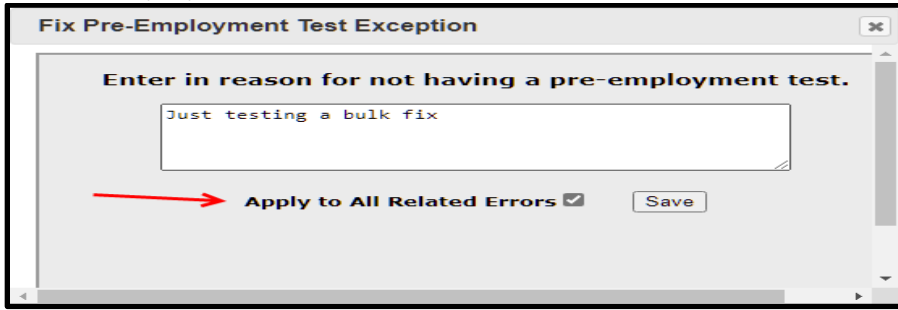 Fix Pre-Employment Test Exception
Enter in reason for not having a pre-employment test.
Just testing a bulk fix
Apply to All Related Errors Save